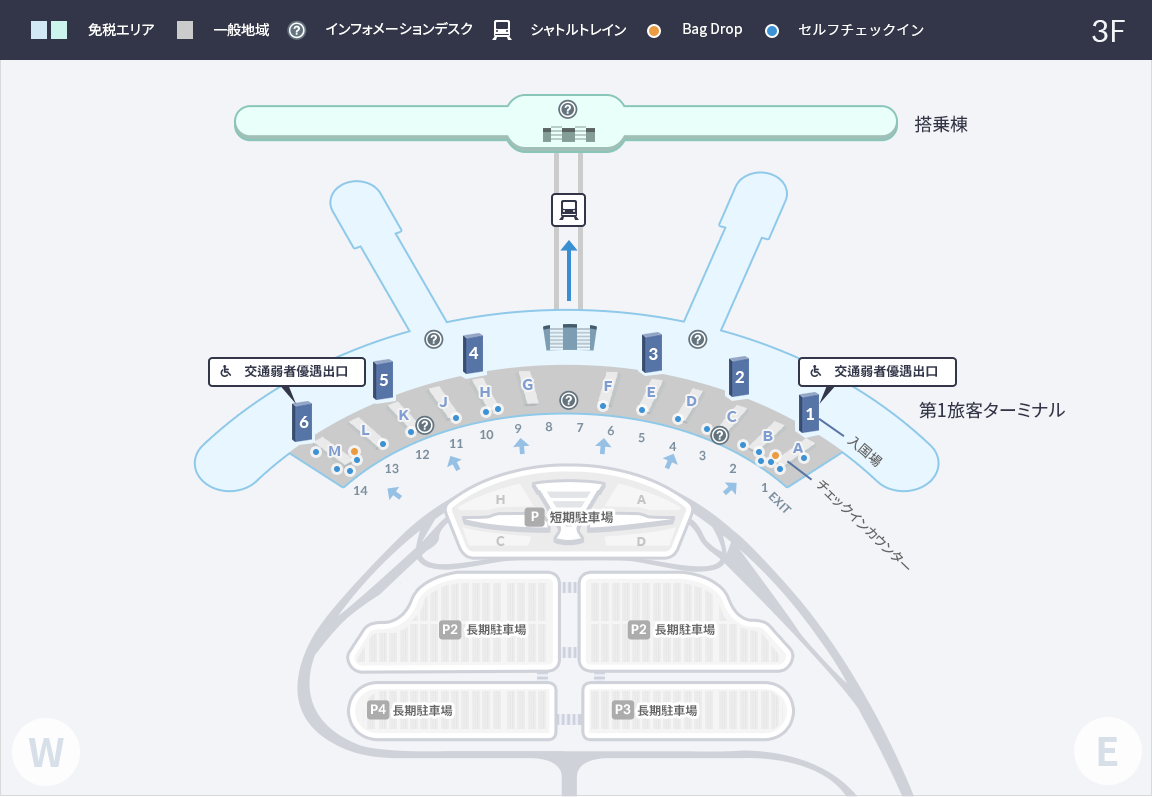 免税エリア 一般地域 ? インフォメーションデスク シャトルトレイン Bag Drop セルフチェックイン 3F
?
搭乗棟
? ?
4 3
5 2
交通弱者優遇出口 交通弱者優遇出口
6 1
第1旅客ターミナル
M L K J H G F E D C B A
? ? ?
入国場
チェックインカウンター
14 13 12 11 10 9 8 7 6 5 4 3 2 1 EXIT
H A
P 短期駐車場
C D
P2 長期駐車場 P2 長期駐車場
P4 長期駐車場 P3 長期駐車場
W E